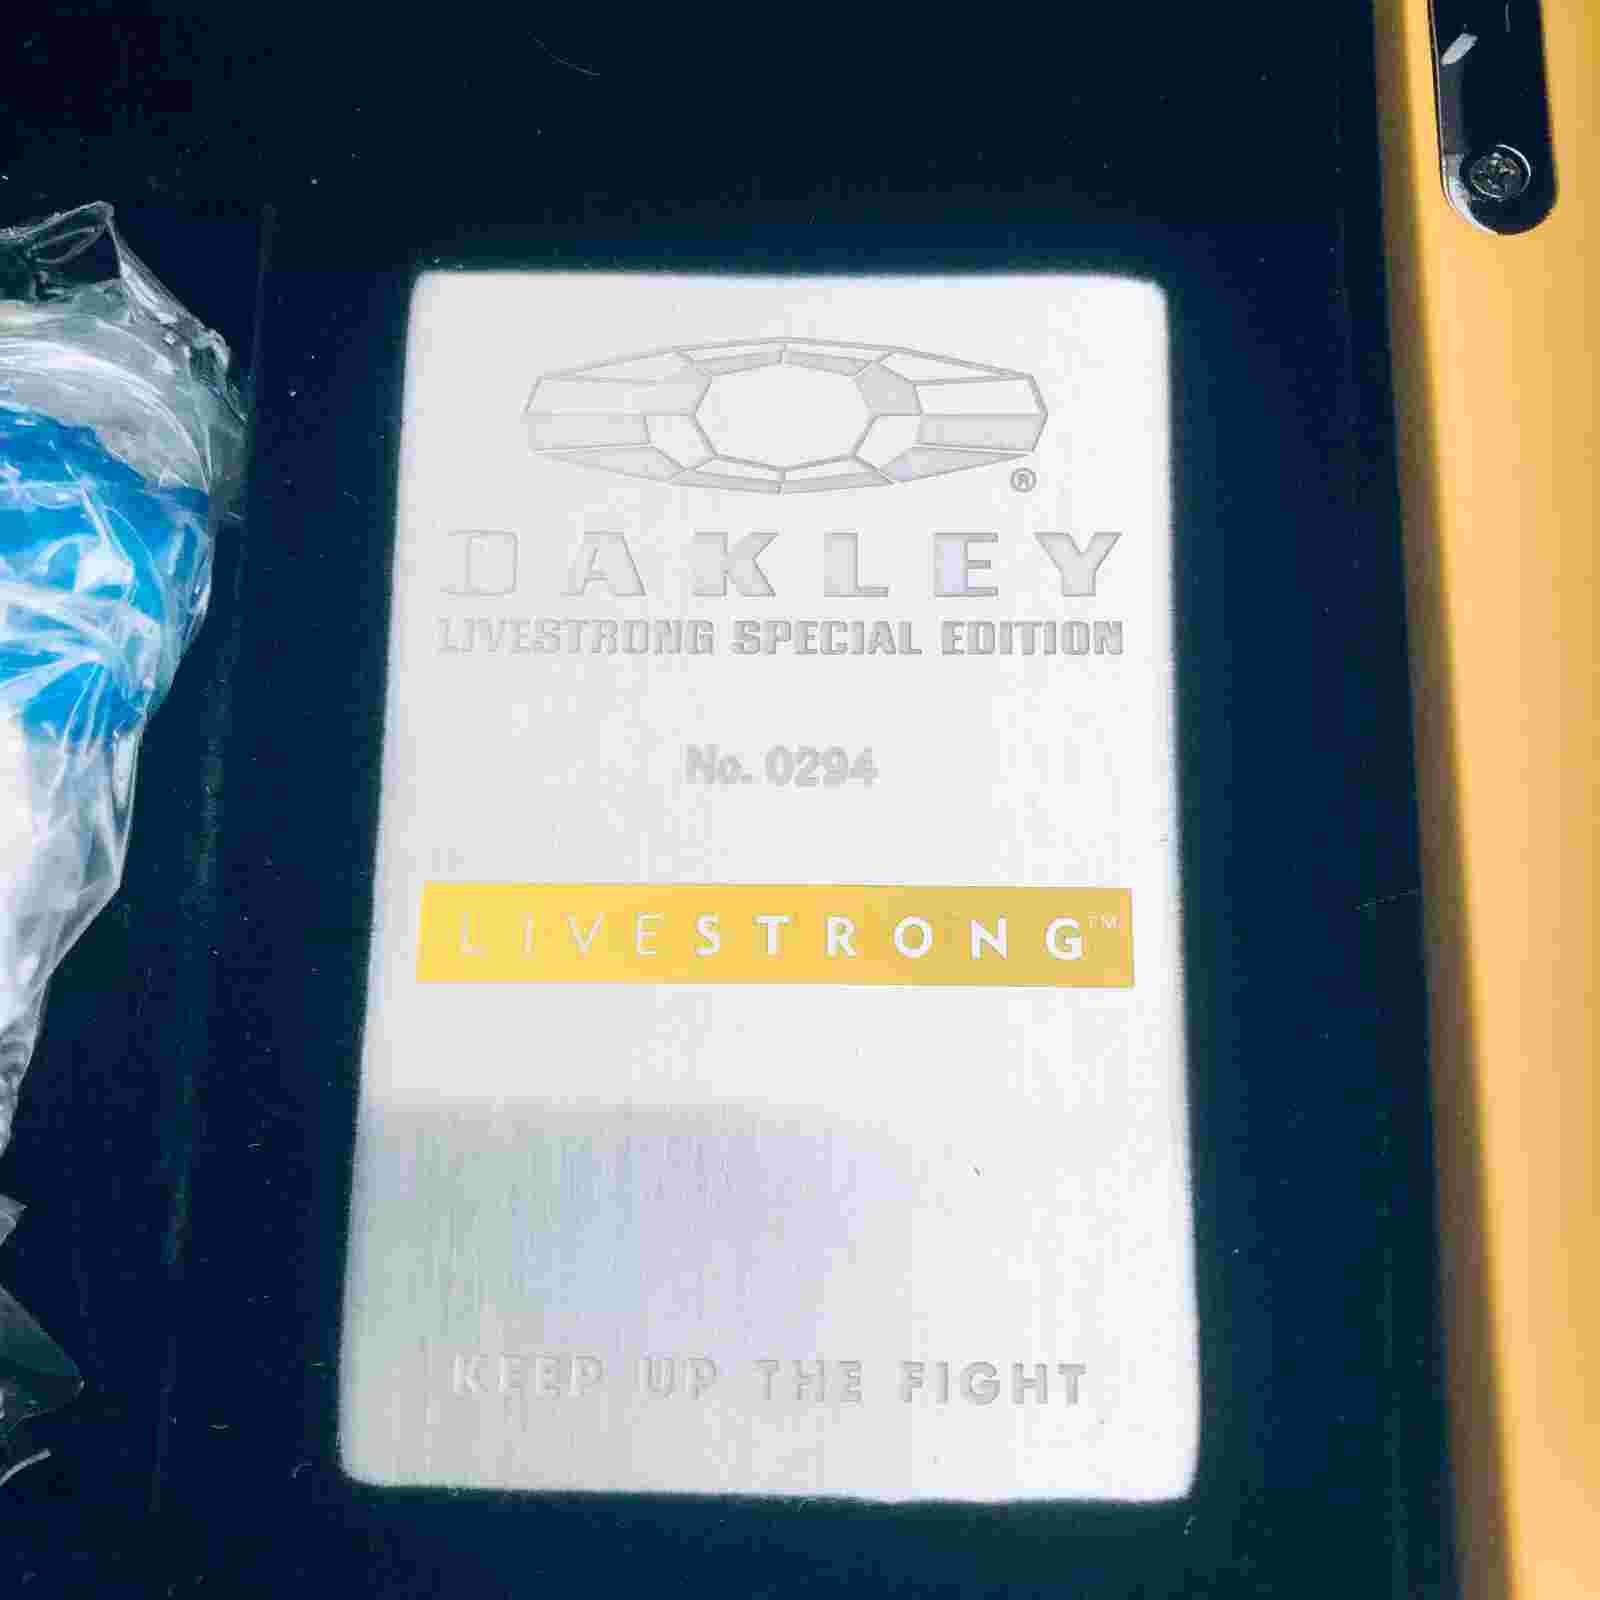 ®
OAKLEY
LIVESTRONG SPECIAL EDITION
No. 0294
LIVESTRONG™
KEEP UP THE FIGHT